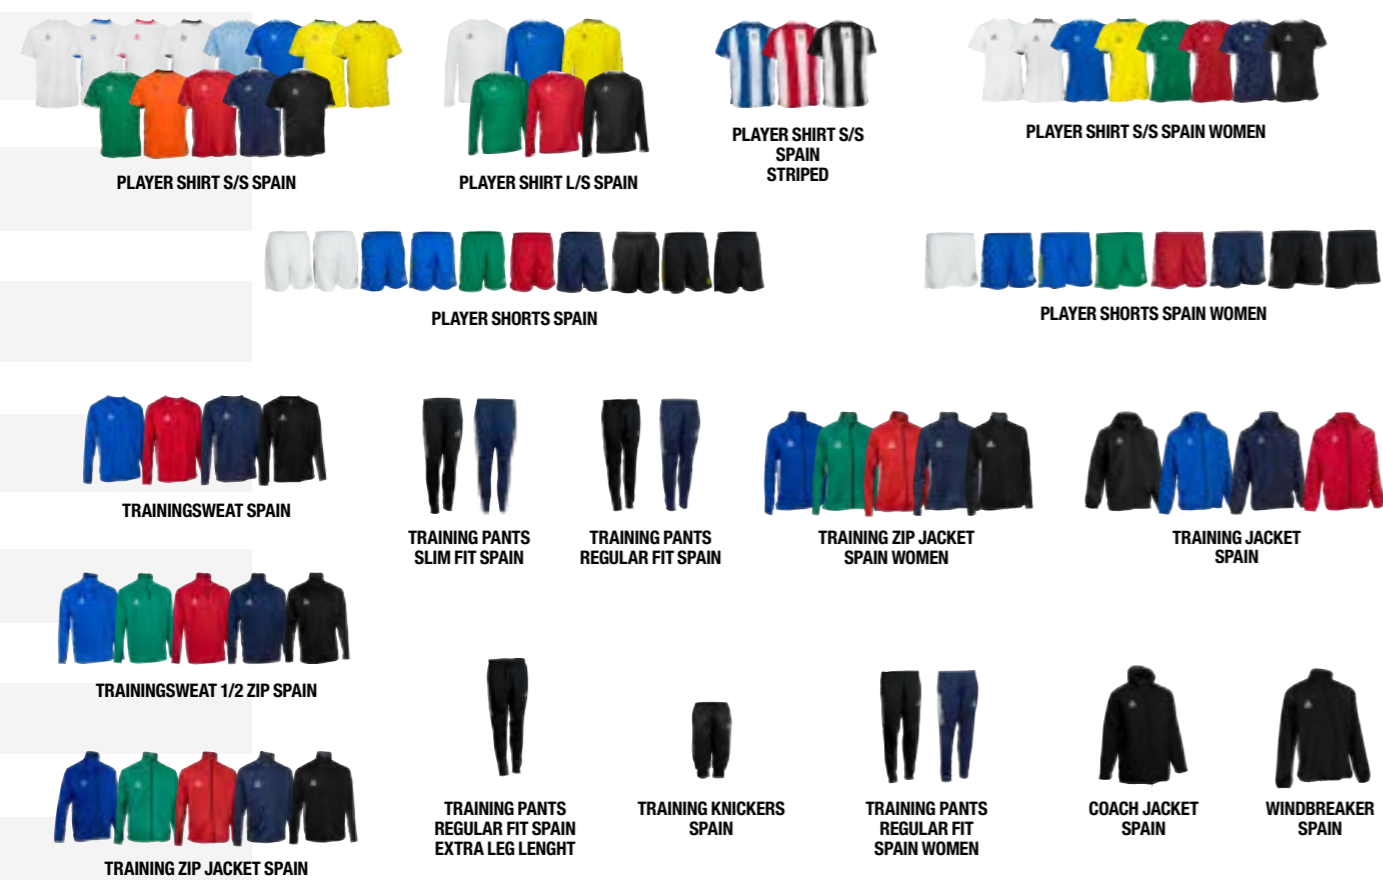 PLAYER SHIRT S/S SPAIN
PLAYER SHIRT L/S SPAIN
PLAYER SHIRT S/S
SPAIN
STRIPED
PLAYER SHIRT S/S SPAIN WOMEN
PLAYER SHORTS SPAIN
PLAYER SHORTS SPAIN WOMEN
TRAININGSWEAT SPAIN
TRAINING PANTS
SLIM FIT SPAIN
TRAINING PANTS
REGULAR FIT SPAIN
TRAINING ZIP JACKET
SPAIN WOMEN
TRAINING JACKET
SPAIN
TRAININGSWEAT 1/2 ZIP SPAIN
TRAINING PANTS
REGULAR FIT SPAIN
EXTRA LEG LENGHT
TRAINING KNICKERS
SPAIN
TRAINING PANTS
REGULAR FIT
SPAIN WOMEN
COACH JACKET
SPAIN
WINDBREAKER
SPAIN
TRAINING ZIP JACKET SPAIN